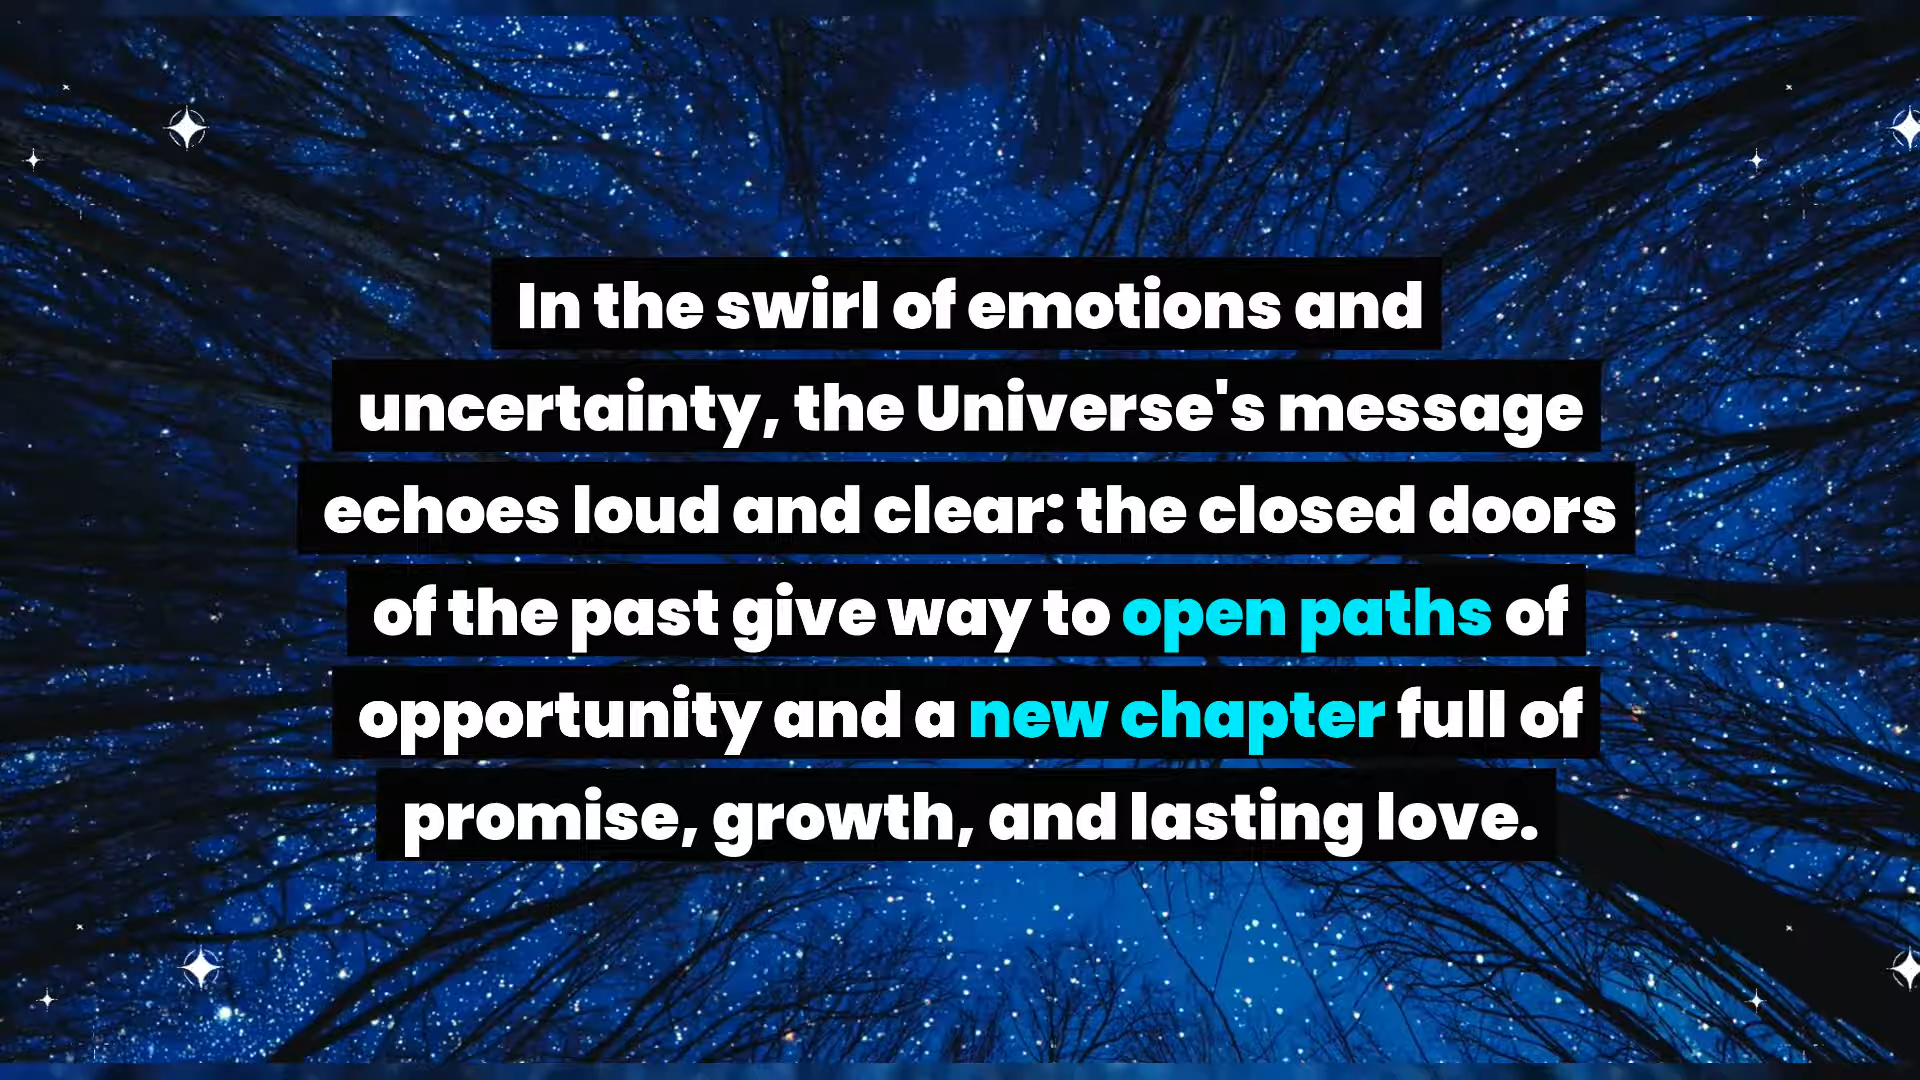 In the swirl of emotions and
uncertainty, the Universe's message
echoes loud and clear: the closed doors
of the past give way to open paths of
opportunity and a new chapter full of
promise, growth, and lasting love.